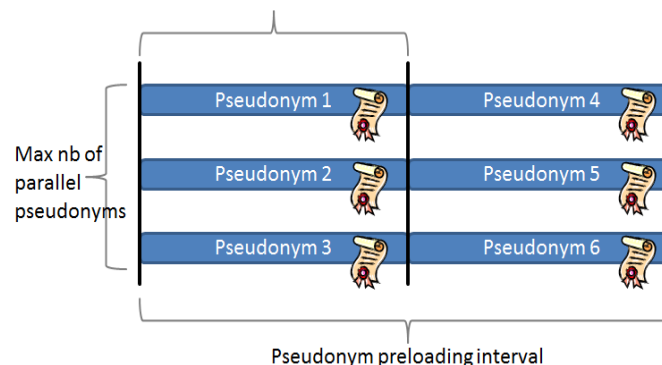 Pseudonym 1
Pseudonym 4
Max nb of
parallel
pseudonyms
Pseudonym 2
Pseudonym 5
Pseudonym 3
Pseudonym 6
Pseudonym preloading interval